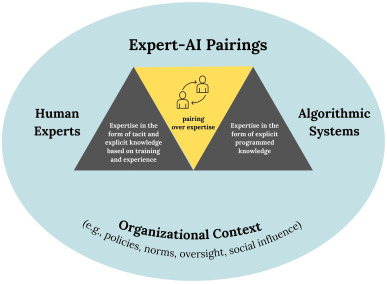 Expert-AI Pairings
Human
Experts
Algorithmic
Systems
pairing
over expertise
Expertise in the
form of tacit and
explicit knowledge
based on training
and experience
Expertise in the
form of explicit
programmed
knowledge
Organizational Context
(e.g., policies, norms, oversight, social influence)